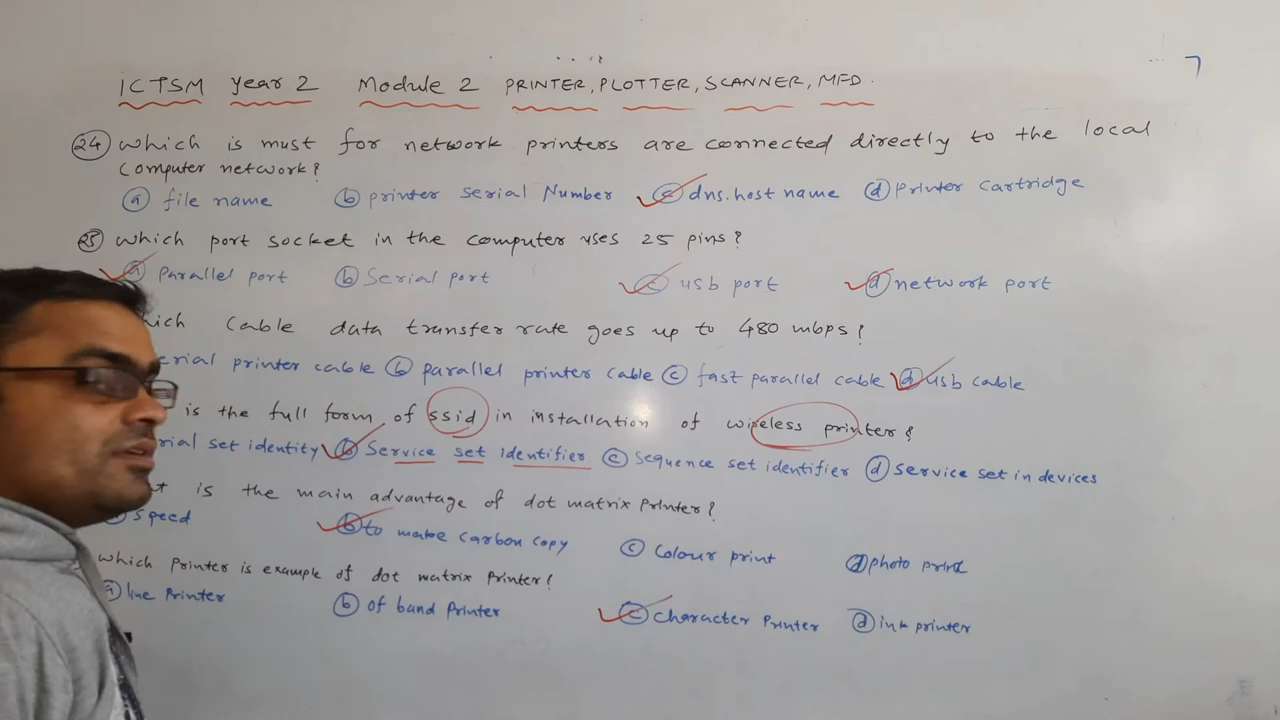 7
ICTSM year 2 Module 2 PRINTER, PLOTTER, SCANNER, MFD.
24 which is must for network printers are connected directly to the local
Computer network?
a file name b printer serial Number c dns.host name d Printer Cartridge
25 which port socket in the computer uses 25 pins?
a parallel port b Serial port c usb port d network port
hich Cable data transfer rate goes up to 480 mbps?
erial printer cable b parallel printer cable c fast parallel cable d usb cable
is the full form of ssid in installation of wireless printer?
rial set identity b Service set identifier c sequence set identifier d service set in devices
t is the main advantage of dot matrix Printer?
a speed b to make carbon copy c Colour print d photo print
which Printer is example of dot matrix Printer?
a line Printer b of band Printer c character Printer d ink printer